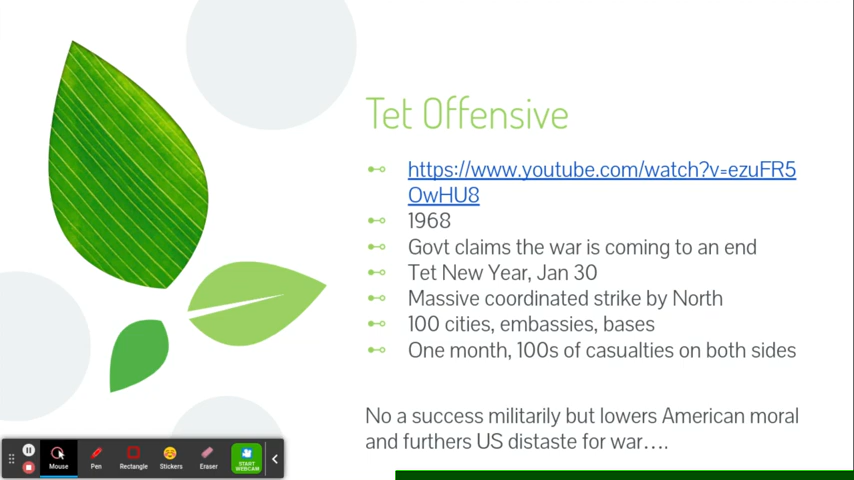 Tet Offensive
https://www.youtube.com/watch?v=ezuFR5
OwHU8
1968
Govt claims the war is coming to an end
Tet New Year, Jan 30
Massive coordinated strike by North
100 cities, embassies, bases
One month, 100s of casualties on both sides
No a success militarily but lowers American moral
and furthers US distaste for war….
Mouse
Pen
Rectangle
Stickers
Eraser
START
WEBCAM